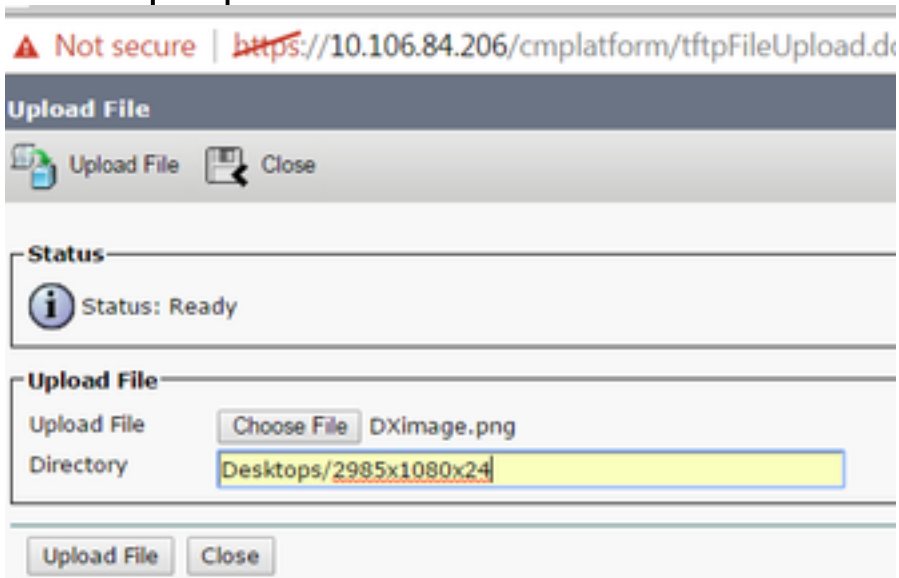 Not secure | https://10.106.84.206/cmplatform/tftpFileUpload.do
Upload File
Upload File Close
Status
Status: Ready
Upload File
Upload File Choose File DXimage.png
Directory Desktops/2985x1080x24
Upload File Close